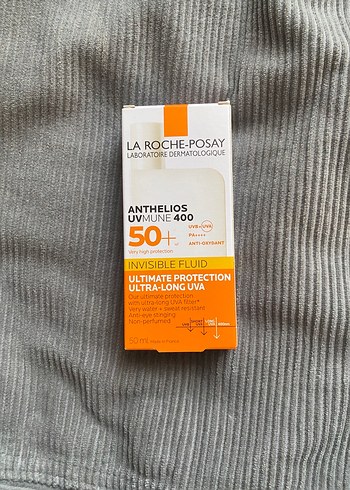 LA ROCHE-POSAY
LABORATOIRE DERMATOLOGIQUE
ANTHELIOS
UVMUNE 400
50+
Very high protection
UVB+UVA
PA++++
ANTI-OXYDANT
INVISIBLE FLUID
ULTIMATE PROTECTION
ULTRA-LONG UVA
Our ultimate protection
with ultra-long UVA filter
Very water + sweat resistant
Anti-eye stinging
Non-perfumed
50 ml